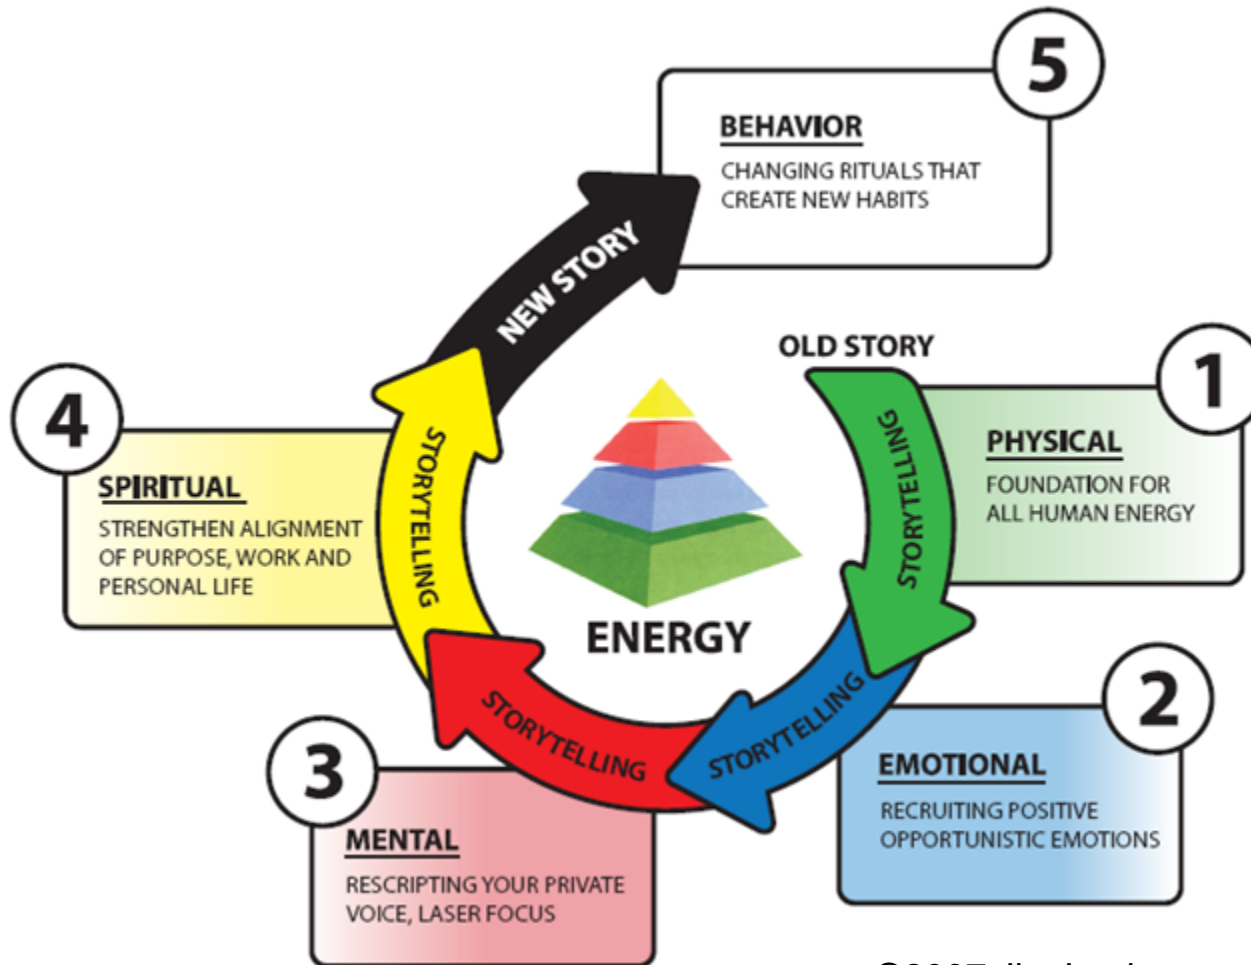 5
BEHAVIOR
CHANGING RITUALS THAT
CREATE NEW HABITS
NEW STORY
OLD STORY
1
PHYSICAL
FOUNDATION FOR
ALL HUMAN ENERGY
STORYTELLING
2
EMOTIONAL
RECRUITING POSITIVE
OPPORTUNISTIC EMOTIONS
STORYTELLING
3
MENTAL
RESCRIPTING YOUR PRIVATE
VOICE, LASER FOCUS
STORYTELLING
4
SPIRITUAL
STRENGTHEN ALIGNMENT
OF PURPOSE, WORK AND
PERSONAL LIFE
STORYTELLING
ENERGY